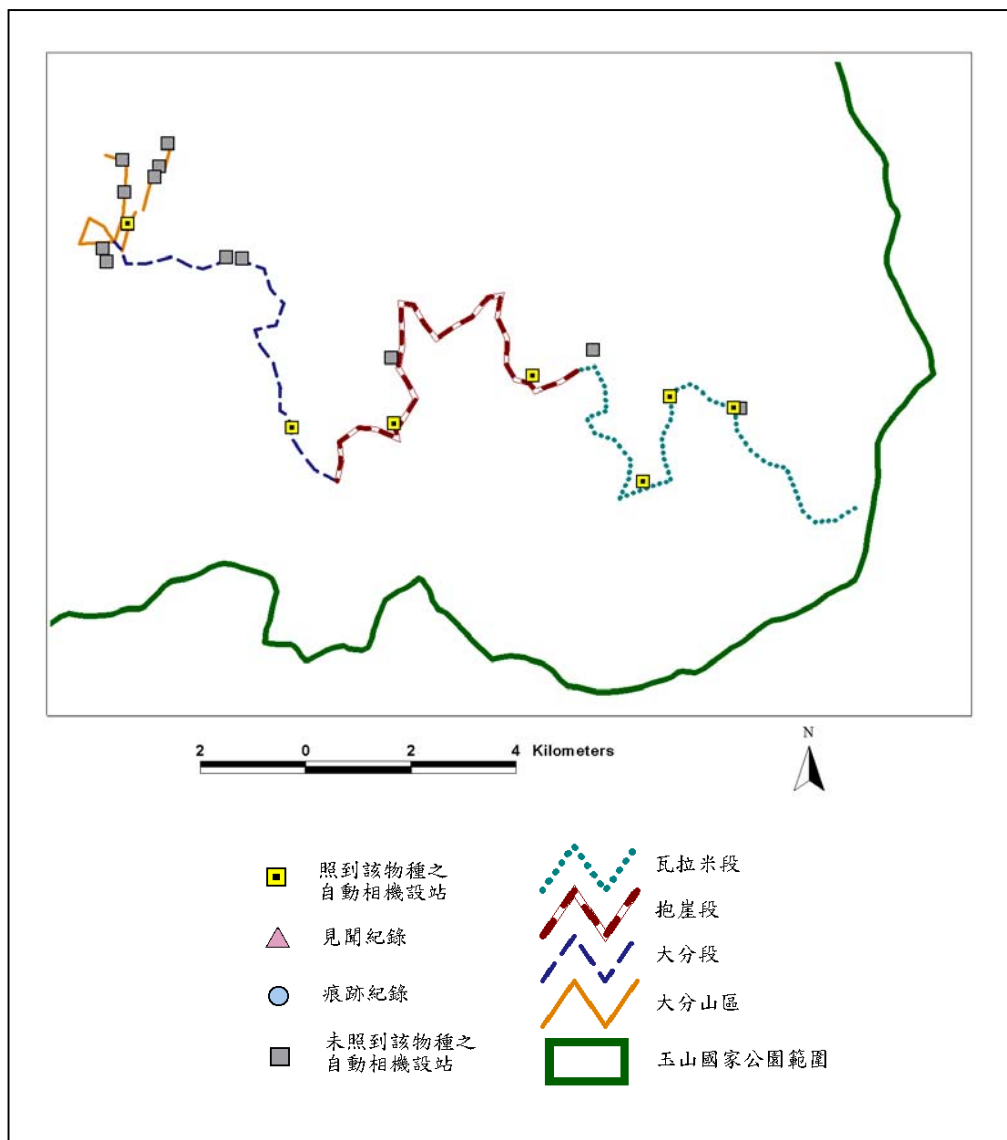 2 0 2 4 Kilometers
N
照到該物種之
自動相機設站
見聞紀錄
痕跡紀錄
未照到該物種之
自動相機設站
瓦拉米段
抱崖段
大分段
大分山區
玉山國家公園範圍